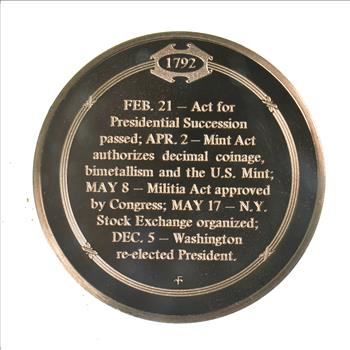 1792
FEB. 21 — Act for
Presidential Succession
passed; APR. 2 — Mint Act
authorizes decimal coinage,
bimetallism and the U.S. Mint;
MAY 8 — Militia Act approved
by Congress; MAY 17 — N.Y.
Stock Exchange organized;
DEC. 5 — Washington
re-elected President.